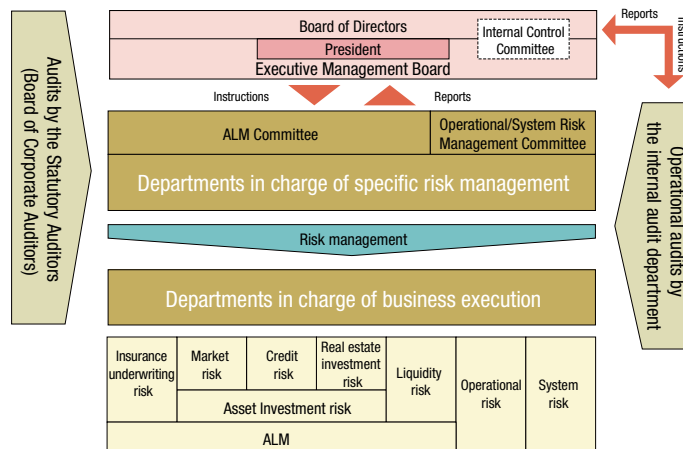 Board of Directors
Internal Control
Committee
President
Executive Management Board
Reports
Instructions
Instructions
Reports
Audits by the Statutory Auditors
(Board of Corporate Auditors)
ALM Committee
Operational/System Risk
Management Committee
Departments in charge of specific risk management
Operational audits by
the internal audit department
Risk management
Departments in charge of business execution
Insurance
underwriting
risk
Market
risk
Credit
risk
Real estate
investment
risk
Liquidity
risk
Operational
risk
System
risk
Asset Investment risk
ALM